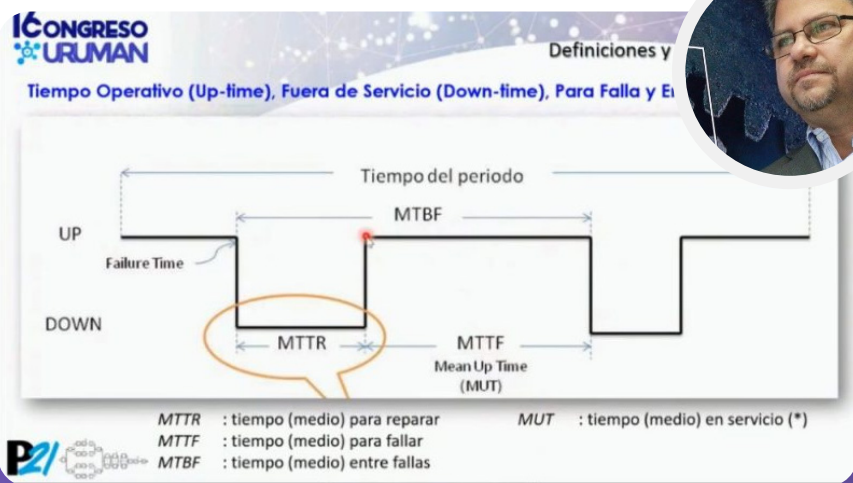 16CONGRESO
URUMAN
Definiciones y
Tiempo Operativo (Up-time), Fuera de Servicio (Down-time), Para Falla y
Tiempo del periodo
MTBF
UP
Failure Time
DOWN
MTTR
MTTF
Mean Up Time
(MUT)
MTTR : tiempo (medio) para reparar
MUT : tiempo (medio) en servicio (*)
MTTF : tiempo (medio) para fallar
MTBF : tiempo (medio) entre fallas
P21